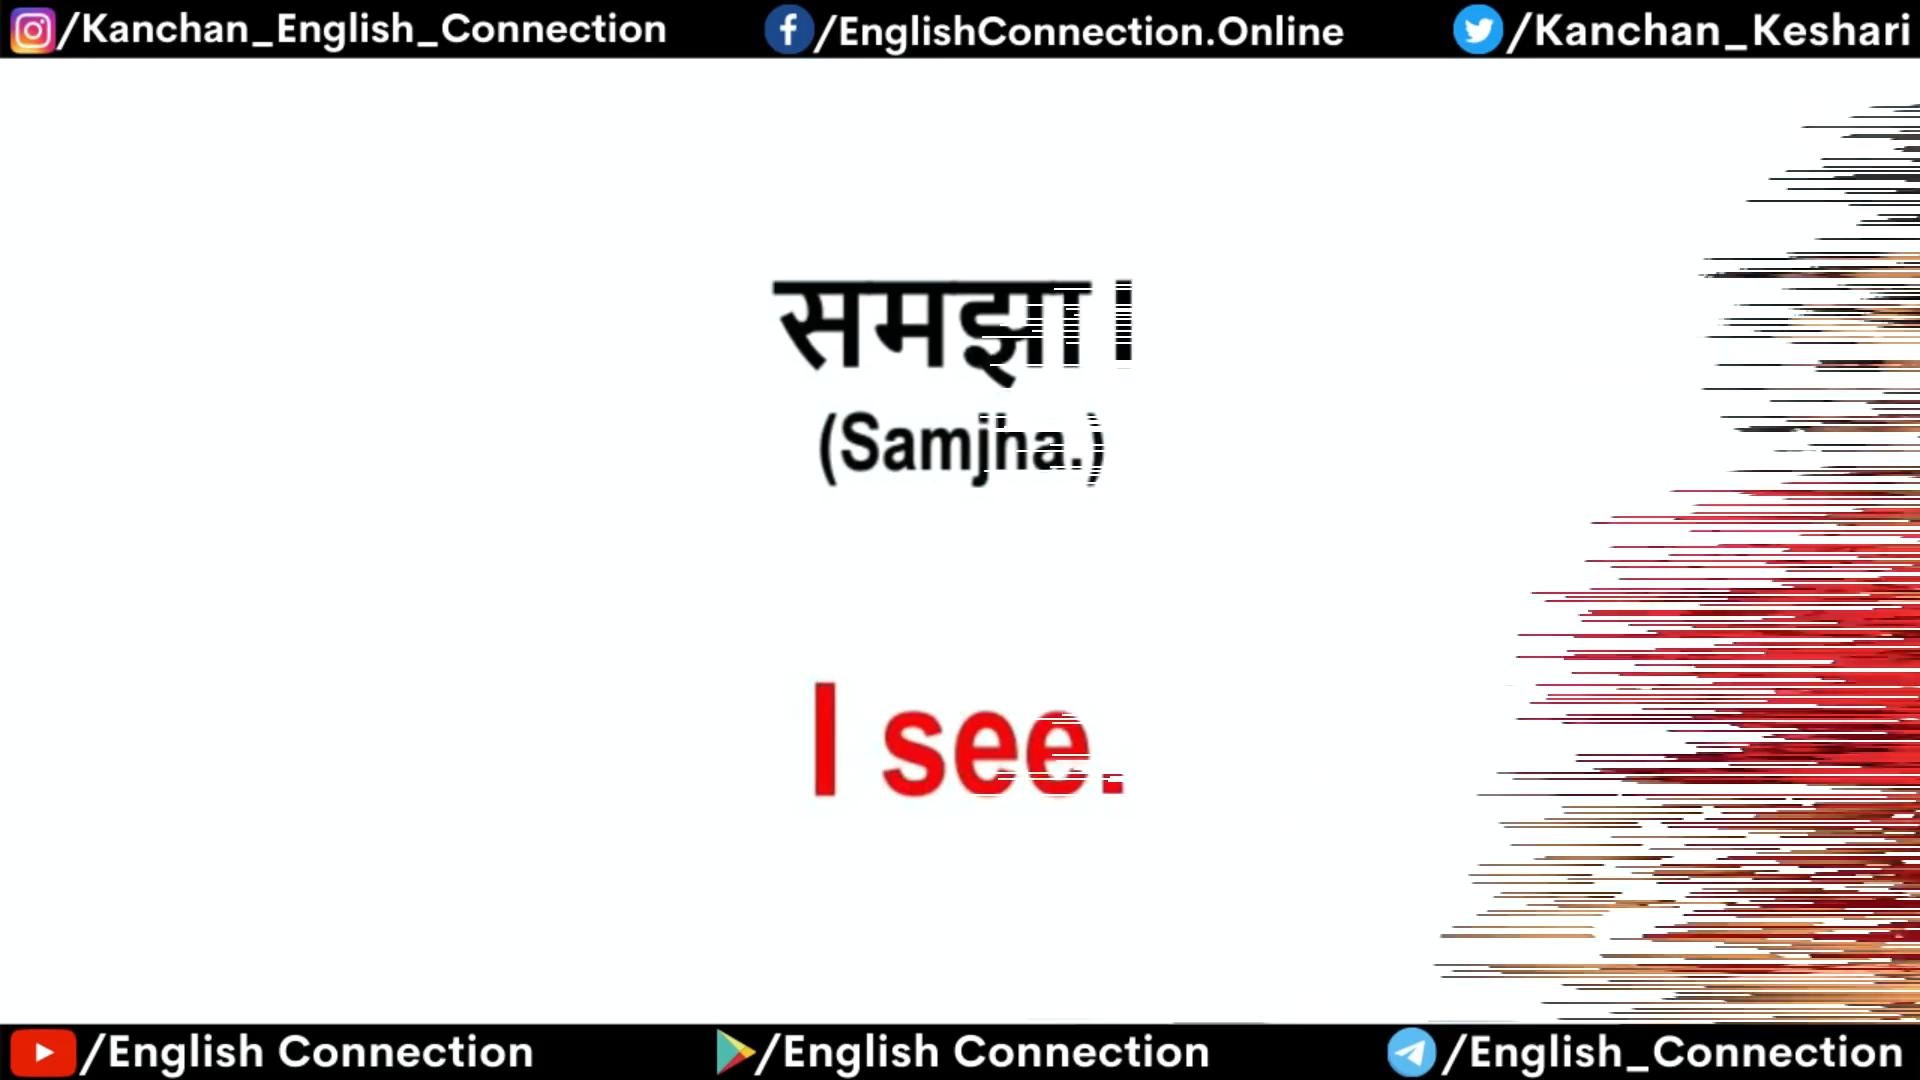 /Kanchan_English_Connection /EnglishConnection.Online /Kanchan_Keshari
समझा।
(Samjha.)
I see.
/English Connection /English Connection /English_Connection